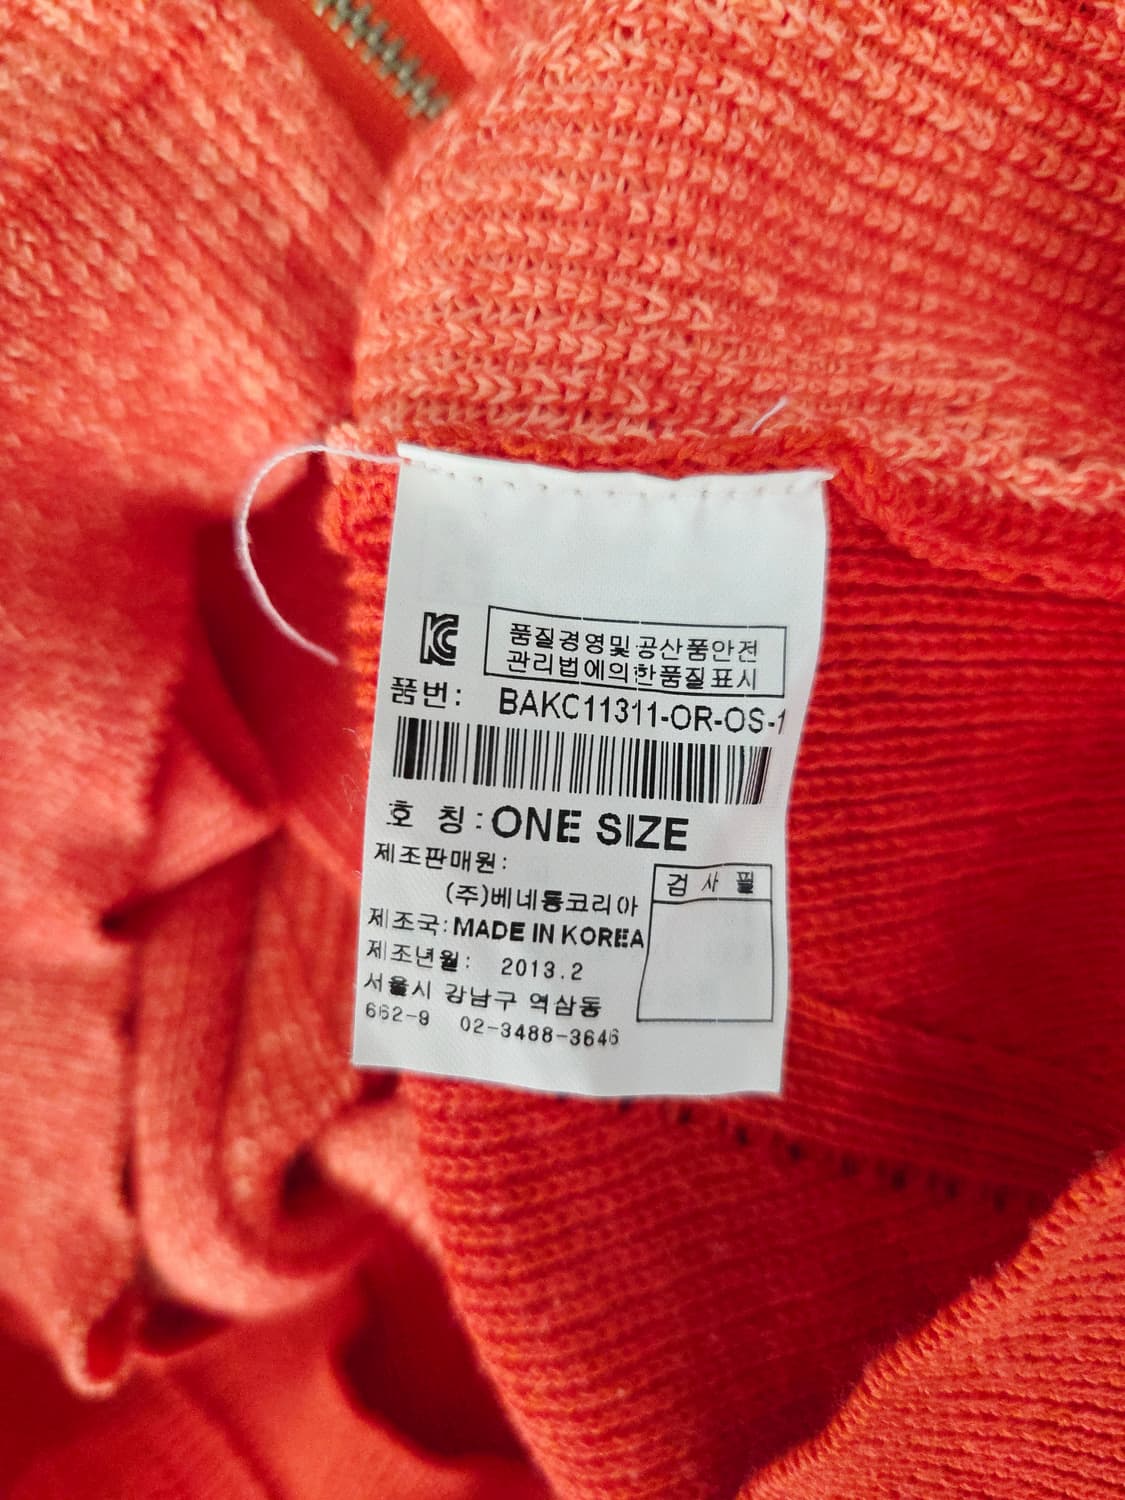 KC
품질경영및공산품안전
관리법에의한품질표시
품번: BAKC11311-OR-OS-1
호 칭:ONE SIZE
제조판매원:
(주)베네통코리아
검 사 필
제조국:MADE IN KOREA
제조년월: 2013.2
서울시 강남구 역삼동
662-9 02-3488-3646